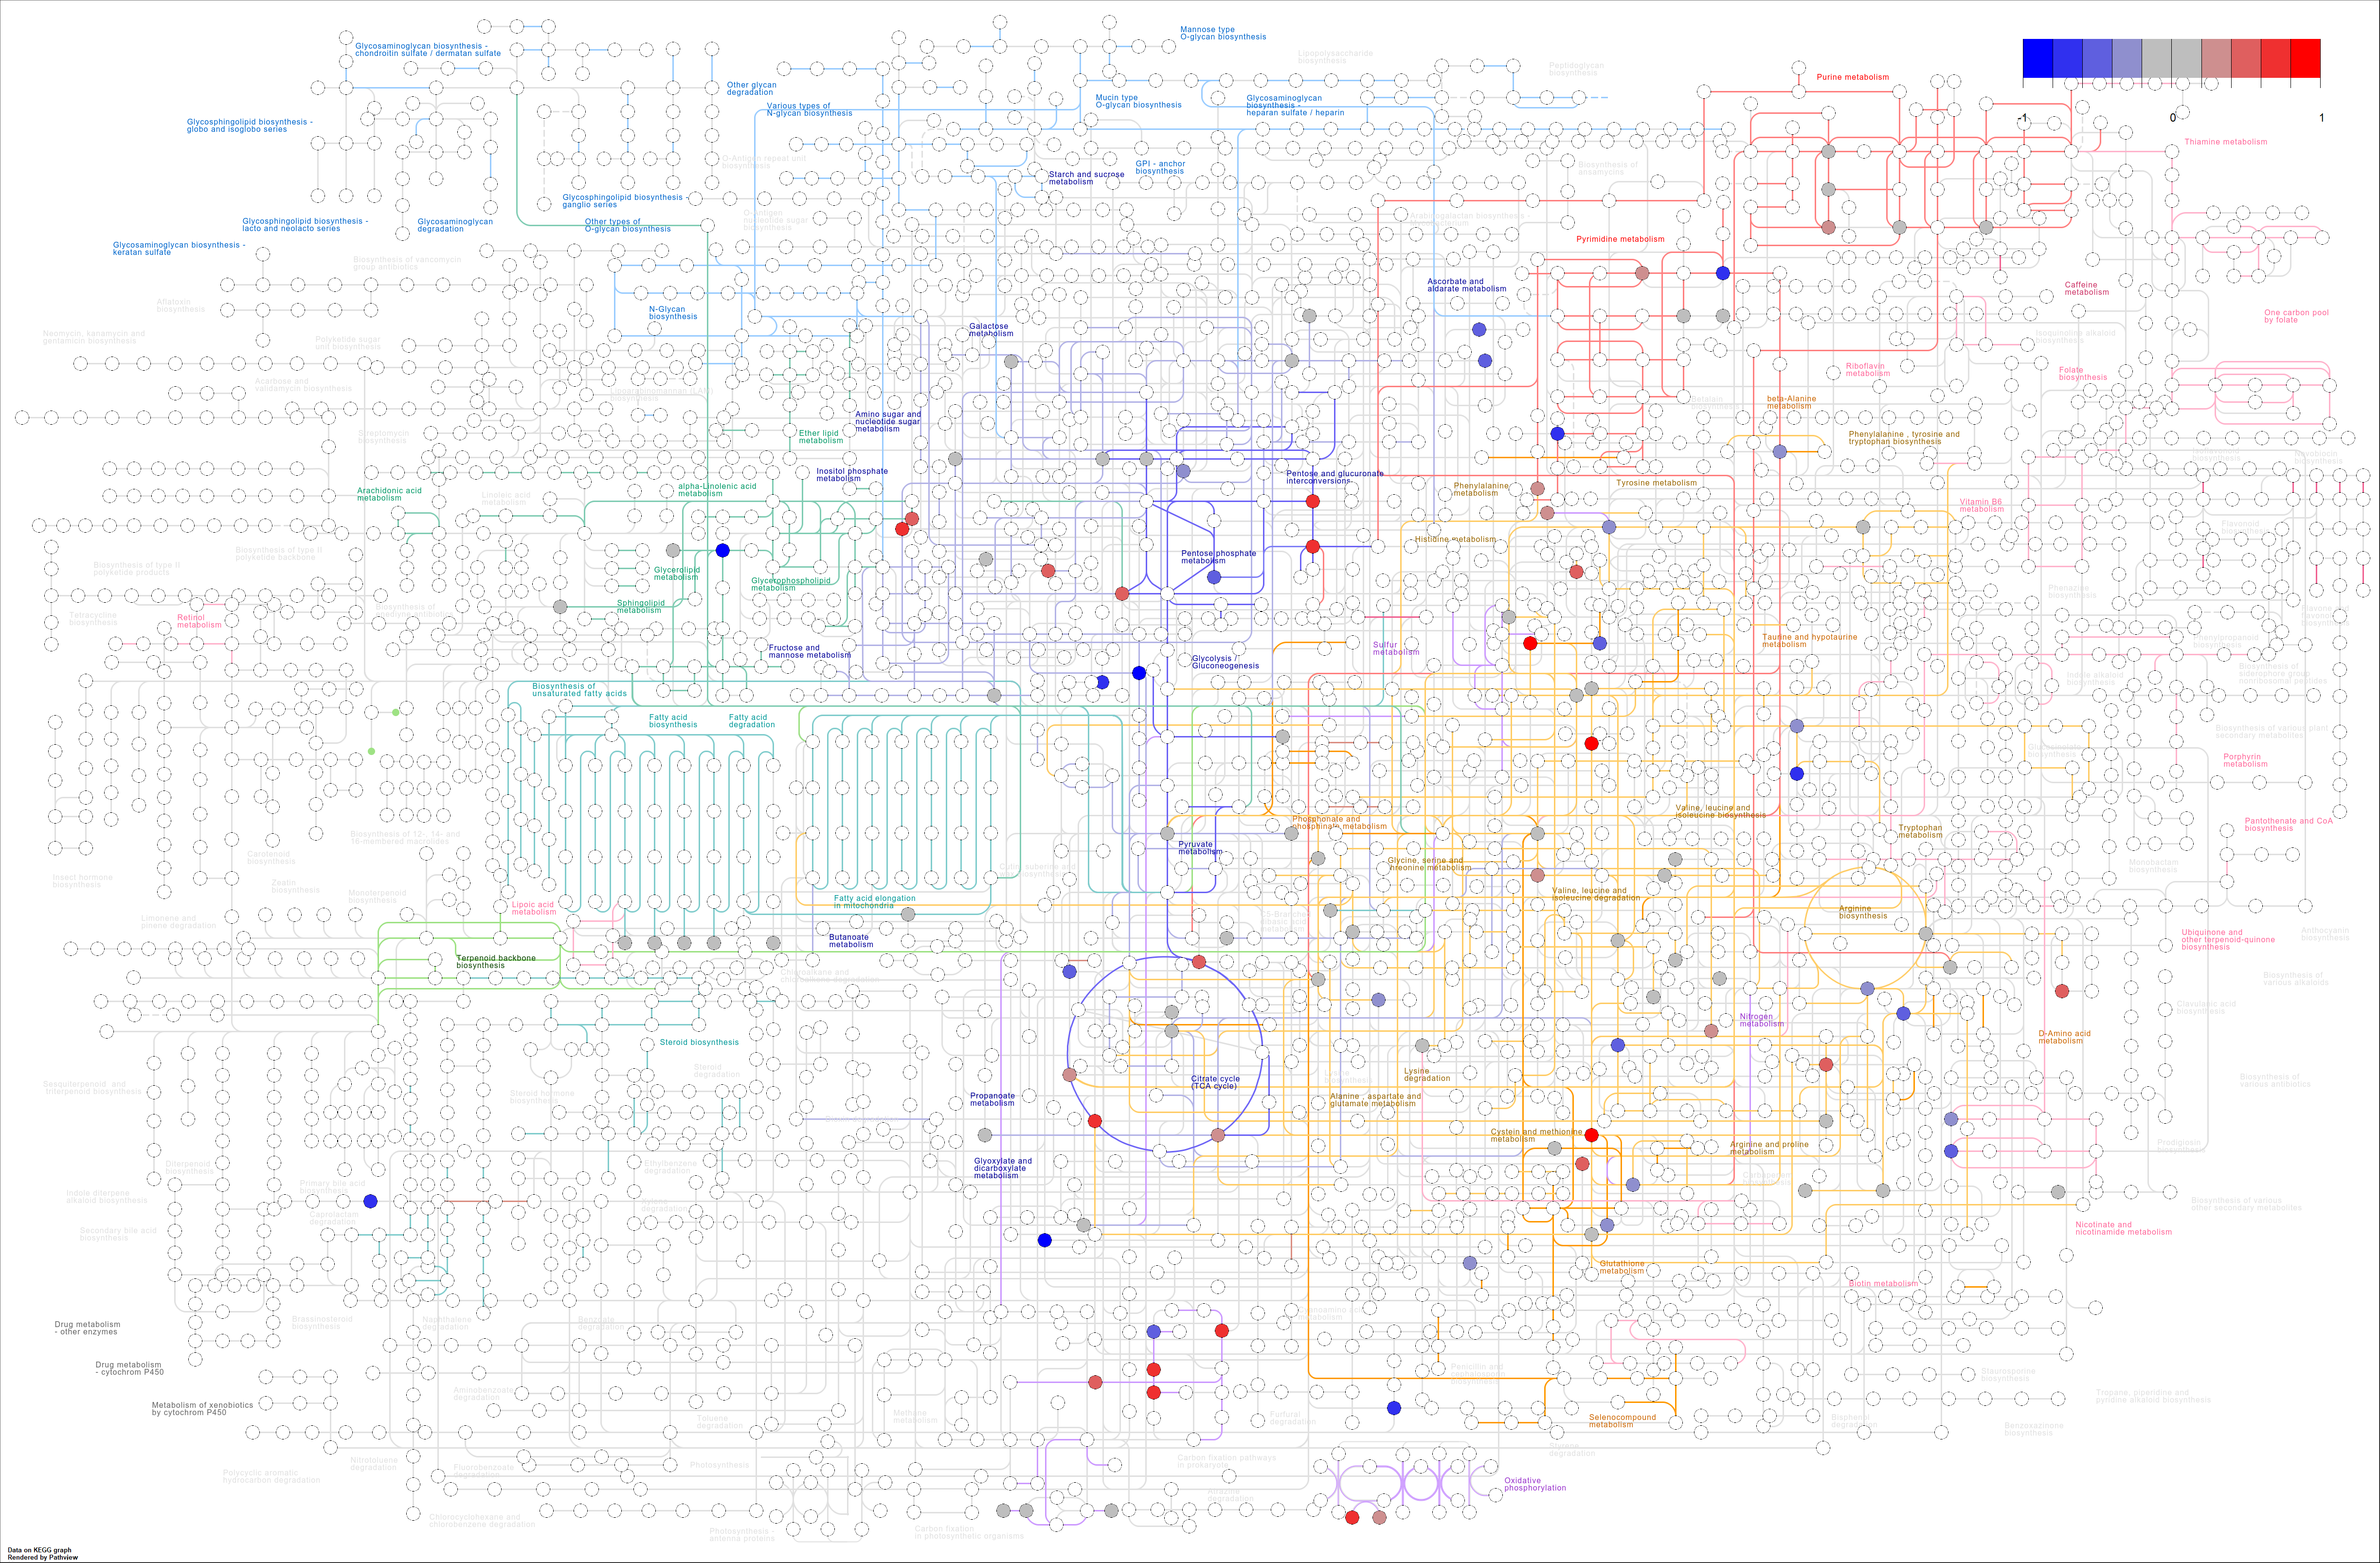 Mannose type
O-glycan biosynthesis
Glycosaminoglycan biosynthesis -
chondroitin sulfate / dermatan sulfate
Lipopolysaccharide
biosynthesis
Peptidoglycan
biosynthesis
Purine metabolism
Other glycan
degradation
Mucin type
O-glycan biosynthesis
Glycosaminoglycan
biosynthesis -
heparan sulfate / heparin
Various types of
N-glycan biosynthesis
-1
0
1
Glycosphingolipid biosynthesis -
globo and isoglobo series
Thiamine metabolism
O-Antigen repeat unit
biosynthesis
GPI - anchor
biosynthesis
Biosynthesis of
ansamycins
Starch and sucrose
metabolism
Glycosphingolipid biosynthesis -
ganglio series
Glycosphingolipid biosynthesis -
lacto and neolacto series
Glycosaminoglycan
degradation
Other types of
O-glycan biosynthesis
O-Antigen
nucleotide sugar
biosynthesis
Arabinogalactan biosynthesis -
Glycosaminoglycan biosynthesis -
keratan sulfate
Pyrimidine metabolism
Biosynthesis of vancomycin
group antibiotics
Ascorbate and
aldarate metabolism
Caffeine
metabolism
Aflatoxin
biosynthesis
N-Glycan
biosynthesis
One carbon pool
by folate
Galactose
metabolism
Neomycin, kanamycin and
gentamicin biosynthesis
Polyketide sugar
unit biosynthesis
Isoquinoline alkaloid
biosynthesis
Riboflavin
metabolism
Folate
biosynthesis
Acarbose and
validamycin biosynthesis
beta-Alanine
metabolism
Betalain
biosynthesis
Amino sugar and
nucleotide sugar
metabolism
Streptomycin
biosynthesis
Ether lipid
metabolism
Phenylalanine , tyrosine and
tryptophan biosynthesis
Novobiocin
biosynthesis
Inositol phosphate
metabolism
Pentose and glucuronate
interconversions
Arachidonic acid
metabolism
Linoleic acid
metabolism
alpha-Linolenic acid
metabolism
Phenylalanine
metabolism
Tyrosine metabolism
Vitamin B6
metabolism
Flavonoid
Histidine metabolism
Biosynthesis of type II
polyketide backbone
Pentose phosphate
metabolism
Biosynthesis of type II
polyketide products
Glycerolipid
metabolism
Glycerophospholipid
metabolism
Phenazine
biosynthesis
Sphingolipid
metabolism
Biosynthesis of
enediyne antibiotics
Tetracycline
biosynthesis
Retinol
metabolism
Flavone and
flavonol
biosynthesis
Taurine and hypotaurine
metabolism
Phenylpropanoid
biosynthesis
Fructose and
mannose metabolism
Sulfur
metabolism
Glycolysis /
Gluconeogenesis
Biosynthesis of
siderophore group
nonribosomal peptides
Indole alkaloid
biosynthesis
Biosynthesis of
unsaturated fatty acids
Fatty acid
biosynthesis
Fatty acid
degradation
Biosynthesis of various plant
secondary metabolites
Glucosinolate
biosynthesis
Porphyrin
metabolism
Valine, leucine and
isoleucine biosynthesis
Phosphonate and
phosphinate metabolism
Pantothenate and CoA
biosynthesis
Tryptophan
metabolism
Biosynthesis of 12-, 14- and
16-membered macrolides
Pyruvate
metabolism
Caroteroid
biosynthesis
Glycine, serine and
threonine metabolism
Monobactam
biosynthesis
Cutin, suberine and
Insect hormone
biosynthesis
Zeatin
biosynthesis
Monoterpenoid
biosynthesis
Valine, leucine and
isoleucine degradation
Fatty acid elongation
in mitochondria
Lipoic acid
metabolism
Arginine
biosynthesis
Limonene and
pinene degradation
Butanoate
metabolism
Ubiquinone and
other terpenoid-quinone
biosynthesis
Anthocyanin
biosynthesis
Terpenoid backbone
biosynthesis
Chloroalkane and
Biosynthesis of
various alkaloids
Clavulanic acid
biosynthesis
Nitrogen
metabolism
D-Amino acid
metabolism
Steroid biosynthesis
Steroid
degradation
Lysine
degradation
Citrate cycle
(TCA cycle)
Biosynthesis of
various antibiotics
Sesquiterpenoid and
triterpenoid biosynthesis
Steroid hormone
biosynthesis
Propanoate
metabolism
Alanine , aspartate and
glutamate metabolism
Cystein and methionine
metabolism
Arginine and proline
metabolism
Prodigiosin
Glyoxylate and
dicarboxylate
metabolism
Diterpenoid
biosynthesis
Ethylbenzene
degradation
Primary bile acid
biosynthesis
Indole diterpene
alkaloid biosynthesis
Biosynthesis of various
other secondary metabolites
Caprolactam
degradation
Secondary bile acid
biosynthesis
Nicotinate and
nicotinamide metabolism
Glutathione
metabolism
Biotin metabolism
Drug metabolism
- other enzymes
Brassinosteroid
biosynthesis
Naphthalene
degradation
Benzoate
degradation
Drug metabolism
- cytochrom P450
Penicillin and
Staurosporine
biosynthesis
Aminobenzoate
degradation
Tropane, piperidine and
pyridine alkaloid biosynthesis
Metabolism of xenobiotics
by cytochrom P450
Methane
metabolism
Toluene
degradation
Furfural
degradation
Selenocompound
metabolism
Bisphenol
degradation
Benzoxazinone
biosynthesis
Styrene
degradation
Nitrotoluene
degradation
Fluorobenzoate
degradation
Photosynthesis
Carbon fixation pathways
in prokaryote
Polycyclic aromatic
hydrocarbon degradation
Oxidative
phosphorylation
Atrazine
degradation
Chlorocyclohexane and
chlorobenzene degradation
Photosynthesis -
antenna proteins
Carbon fixation
in photosynthetic organisms
Data on KEGG graph
Rendered by Pathview